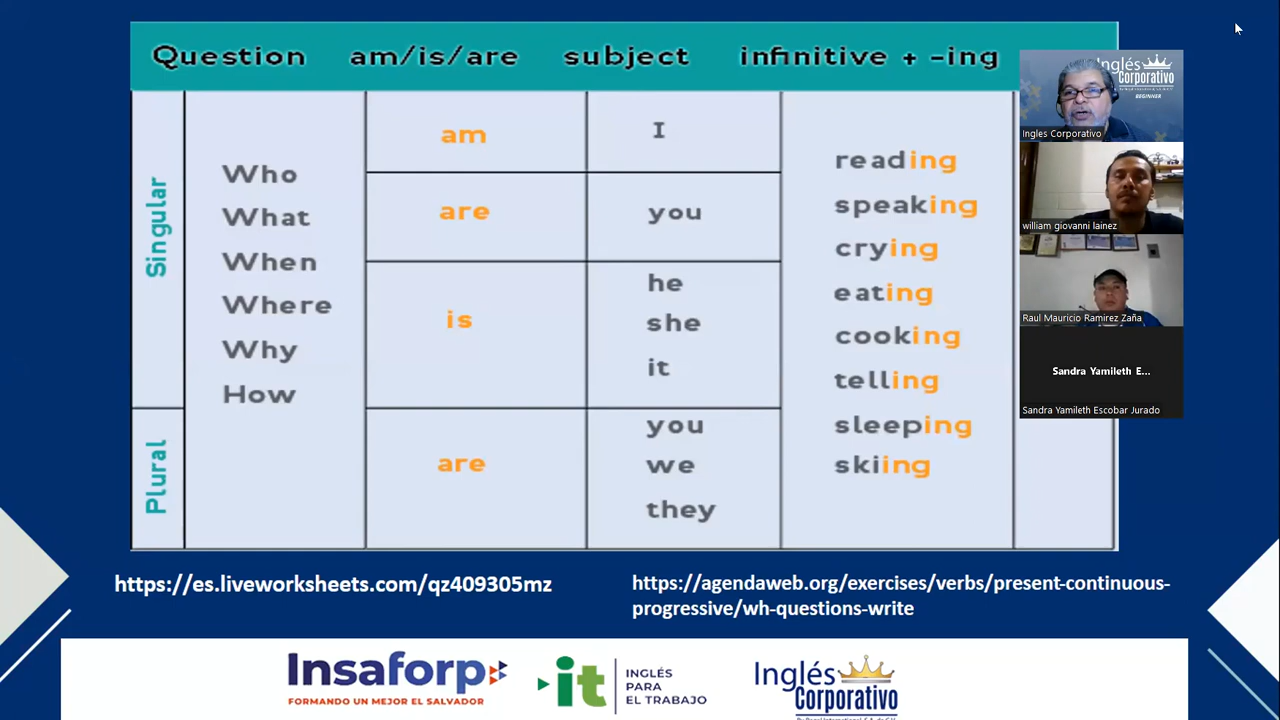 Question am/is/are subject infinitive + -ing
Singular
Who
What
When
Where
Why
How
am
I
are
you
is
he
she
it
Plural
are
you
we
they
reading
speaking
crying
eating
cooking
telling
sleeping
skiing
Inglés
Corporativo
BEGINNER
Ingles Corporativo
william giovanni lainez
Raul Mauricio Ramirez Zaña
Sandra Yamileth E...
Sandra Yamileth Escobar Jurado
https://es.liveworksheets.com/qz409305mz
https://agendaweb.org/exercises/verbs/present-continuous-
progressive/wh-questions-write
Insaforp
FORMANDO UN MEJOR EL SALVADOR
it
INGLÉS
PARA
EL TRABAJO
Inglés
Corporativo